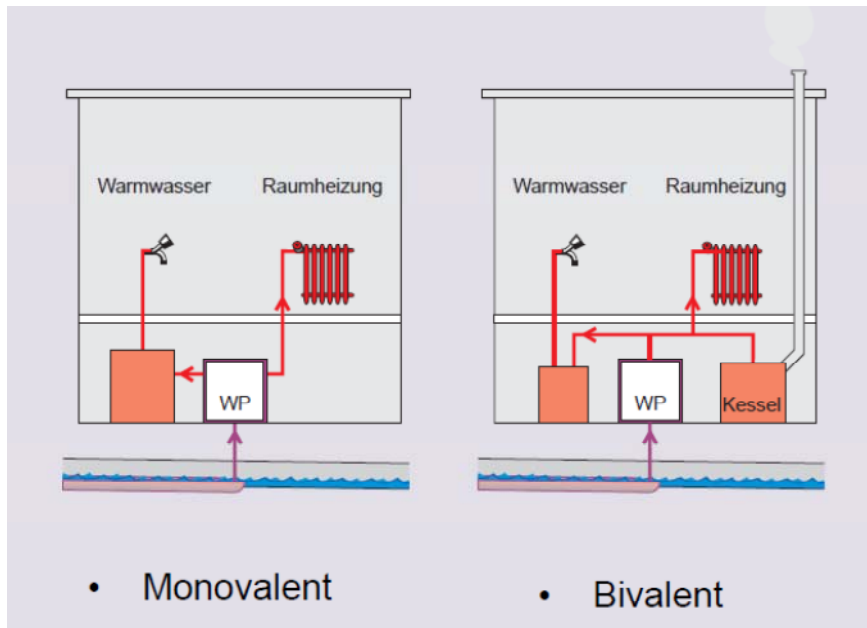 Warmwasser Raumheizung
WP
• Monovalent
Warmwasser Raumheizung
WP Kessel
• Bivalent